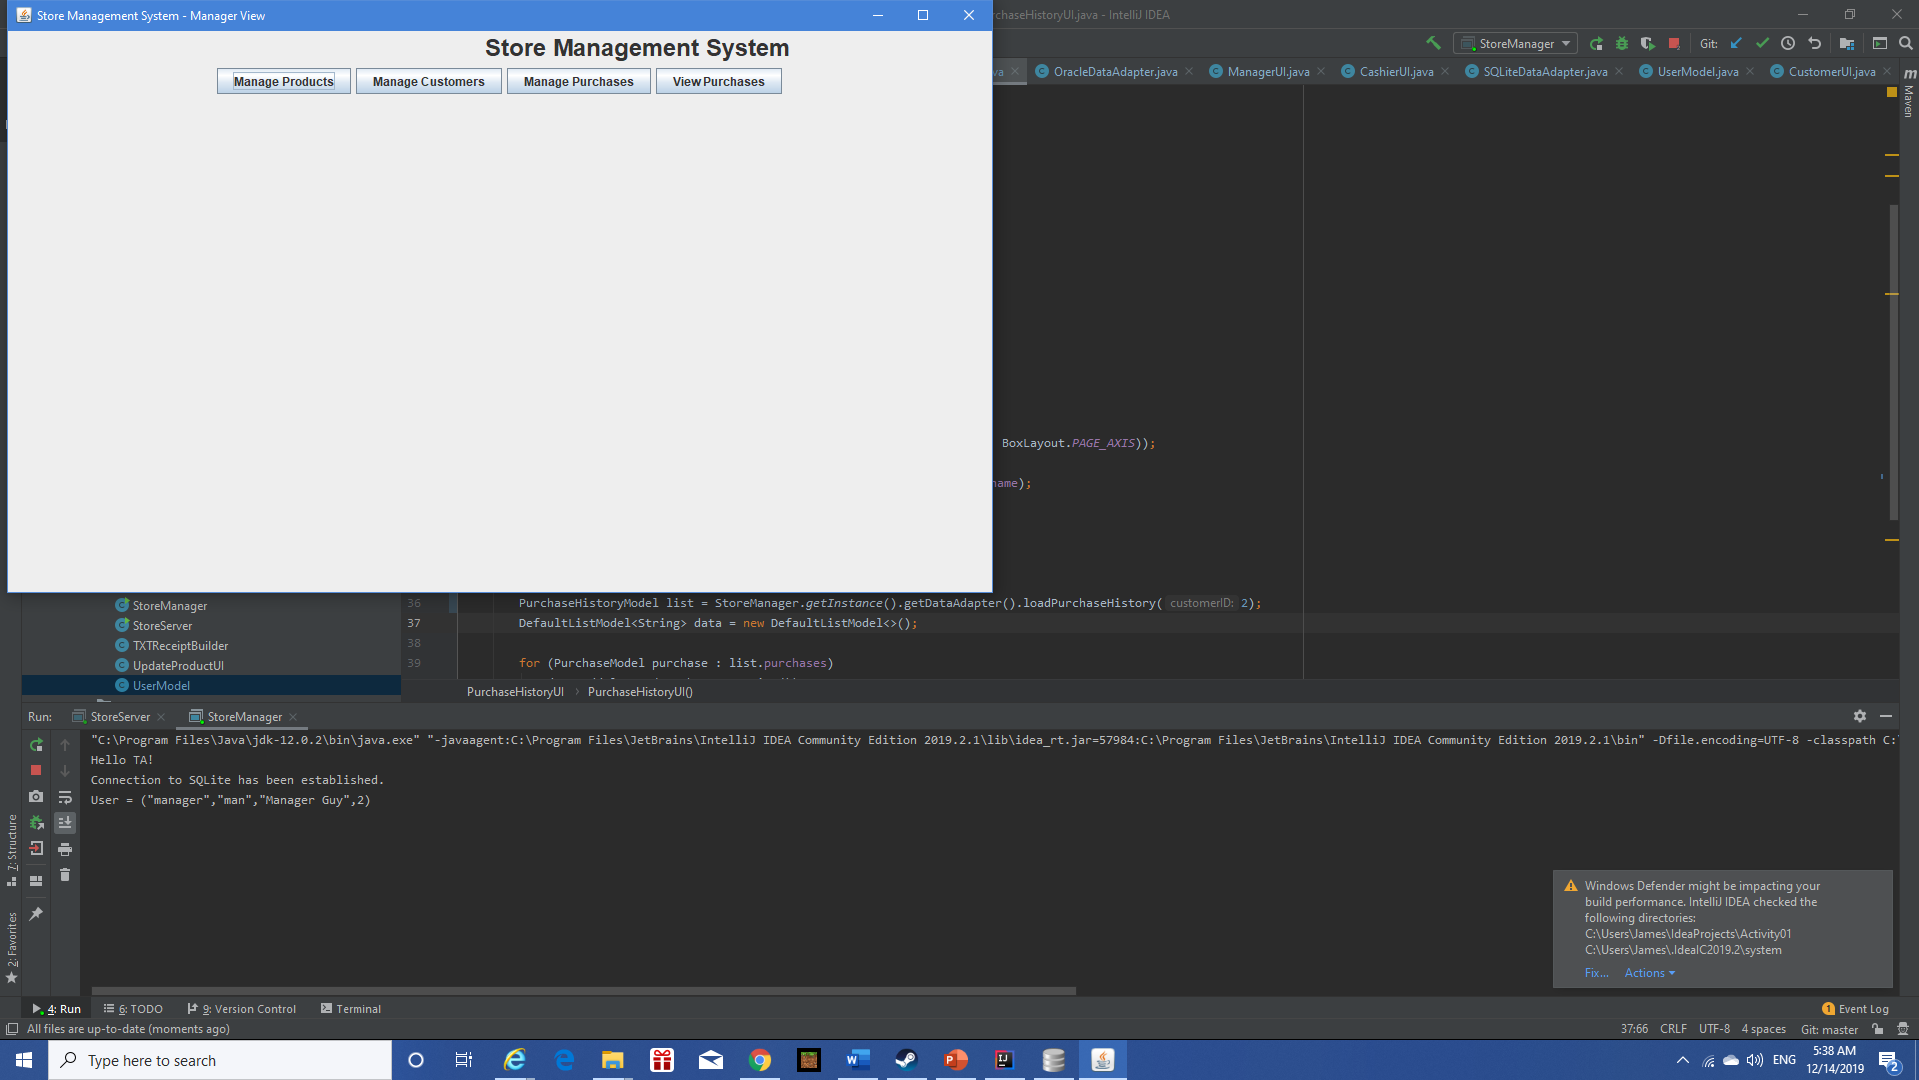 Store Management System - Manager View
rchaseHistoryUI.java - IntelliJ IDEA
Store Management System
Manage Products Manage Customers Manage Purchases View Purchases
StoreManager Git:
va OracleDataAdapter.java ManagerUI.java CashierUI.java SQLiteDataAdapter.java UserModel.java CustomerUI.java
m Maven
BoxLayout.PAGE_AXIS));
name);
StoreManager
StoreServer
TXTReceiptBuilder
UpdateProductUI
UserModel
36 PurchaseHistoryModel list = StoreManager.getInstance().getDataAdapter().loadPurchaseHistory( customerID: 2);
37 DefaultListModel<String> data = new DefaultListModel<>();
38
39 for (PurchaseModel purchase : list.purchases)
PurchaseHistoryUI › PurchaseHistoryUI()
Run: StoreServer StoreManager
"C:\Program Files\Java\jdk-12.0.2\bin\java.exe" "-javaagent:C:\Program Files\JetBrains\IntelliJ IDEA Community Edition 2019.2.1\lib\idea_rt.jar=57984:C:\Program Files\JetBrains\IntelliJ IDEA Community Edition 2019.2.1\bin" -Dfile.encoding=UTF-8 -classpath C:
Hello TA!
Connection to SQLite has been established.
User = ("manager","man","Manager Guy",2)
7: Structure
2: Favorites
Windows Defender might be impacting your
build performance. IntelliJ IDEA checked the
following directories:
C:\Users\James\IdeaProjects\Activity01
C:\Users\James\.IdeaIC2019.2\system
Fix... Actions
4: Run 6: TODO 9: Version Control Terminal
1 Event Log
All files are up-to-date (moments ago)
37:66 CRLF UTF-8 4 spaces Git: master
Type here to search
ENG
5:38 AM
12/14/2019
2